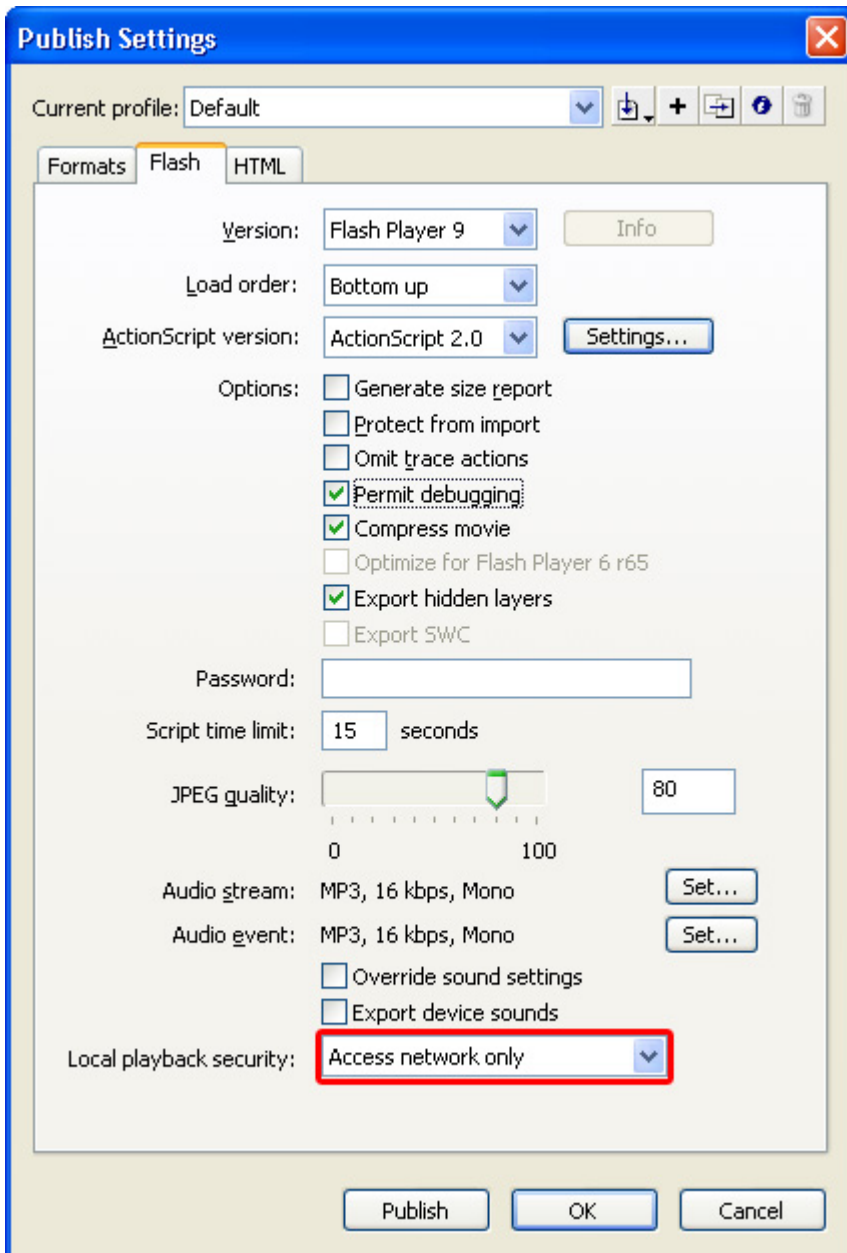 Publish Settings
Current profile: Default
Formats Flash HTML
Version: Flash Player 9 Info
Load order: Bottom up
ActionScript version: ActionScript 2.0 Settings...
Options: Generate size report
Protect from import
Omit trace actions
Permit debugging
Compress movie
Optimize for Flash Player 6 r65
Export hidden layers
Export SWC
Password:
Script time limit: 15 seconds
JPEG quality: 80
0 100
Audio stream: MP3, 16 kbps, Mono Set...
Audio event: MP3, 16 kbps, Mono Set...
Override sound settings
Export device sounds
Local playback security: Access network only
Publish OK Cancel